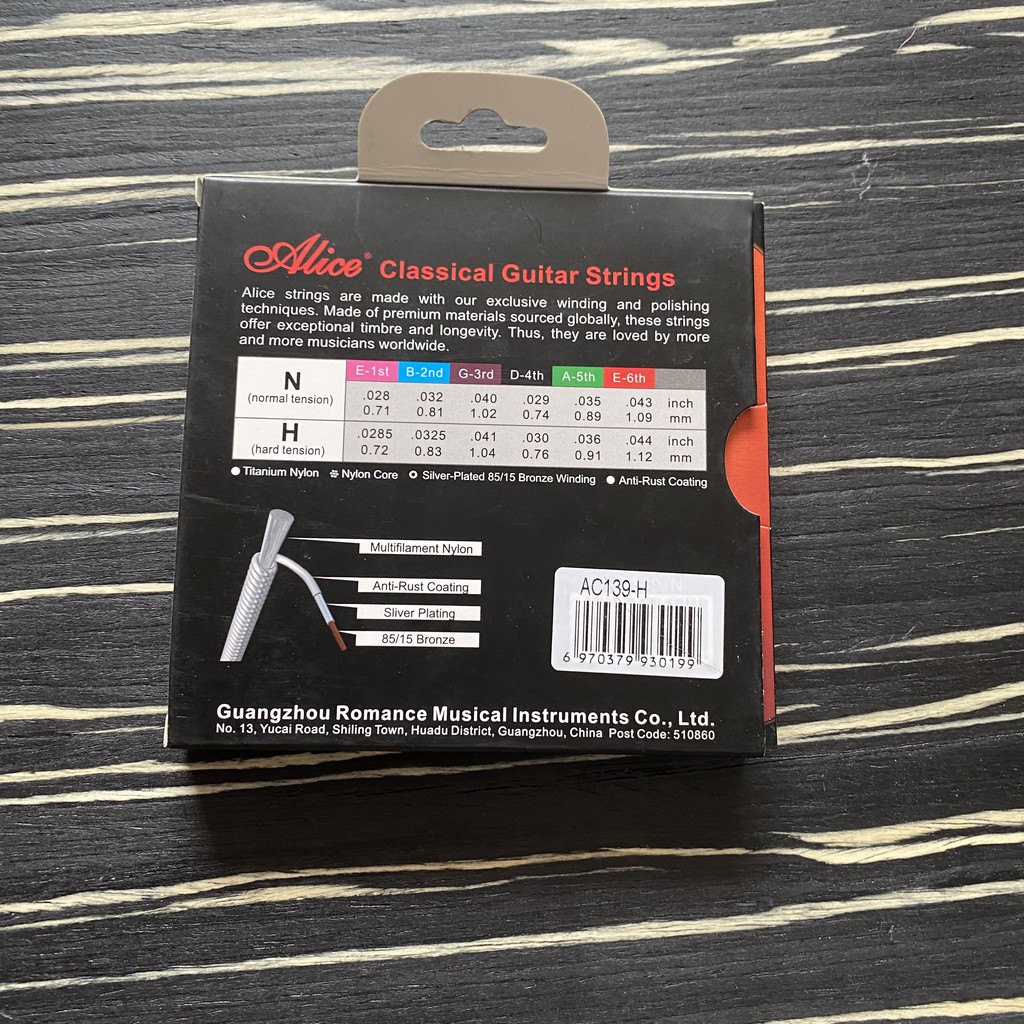 Alice® Classical Guitar Strings
Alice strings are made with our exclusive winding and polishing
techniques. Made of premium materials sourced globally, these strings
offer exceptional timbre and longevity. Thus, they are loved by more
and more musicians worldwide.
E-1st B-2nd G-3rd D-4th A-5th E-6th
N
(normal tension)
.028 .032 .040 .029 .035 .043 inch
0.71 0.81 1.02 0.74 0.89 1.09 mm
H
(hard tension)
.0285 .0325 .041 .030 .036 .044 inch
0.72 0.83 1.04 0.76 0.91 1.12 mm
Titanium Nylon Nylon Core Silver-Plated 85/15 Bronze Winding Anti-Rust Coating
Multifilament Nylon
Anti-Rust Coating
Sliver Plating
85/15 Bronze
AC139-H
6 970379 930199
Guangzhou Romance Musical Instruments Co., Ltd.
No. 13, Yucai Road, Shiling Town, Huadu District, Guangzhou, China Post Code: 510860